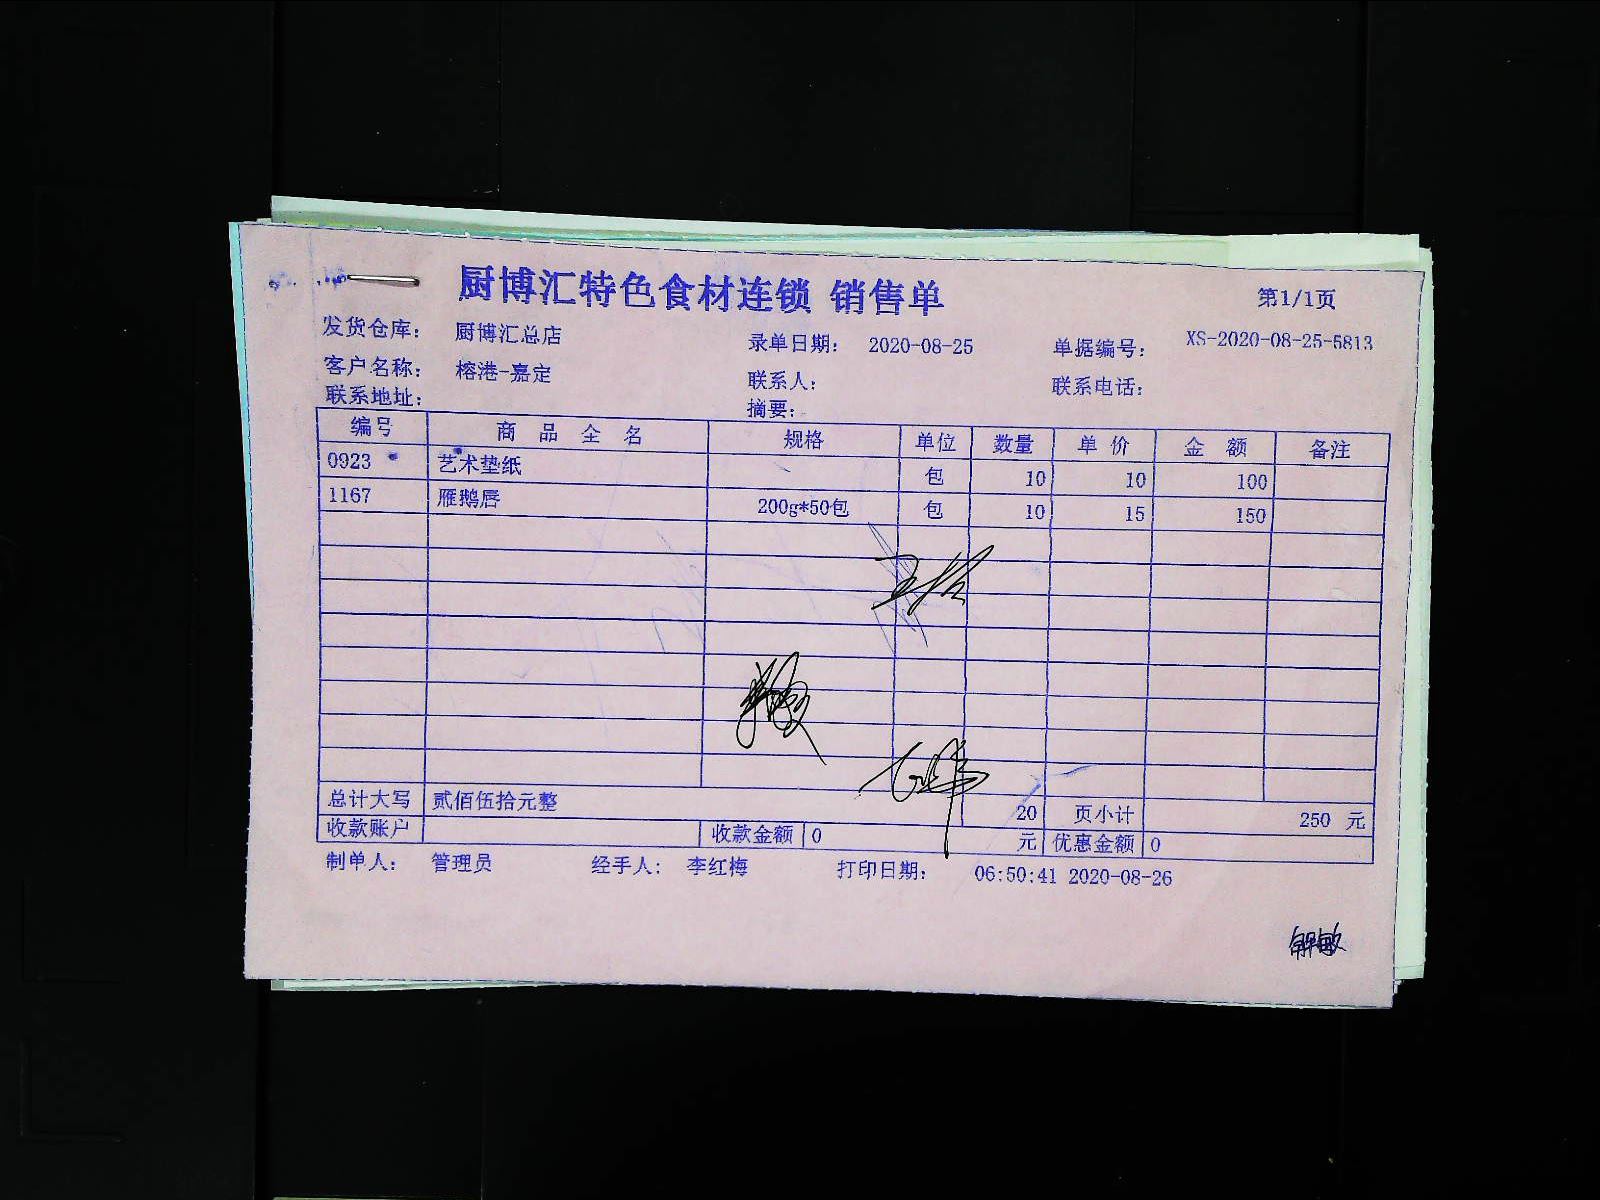 厨博汇特色食材连锁 销售单
第1/1页
发货仓库: 厨博汇总店 录单日期: 2020-08-25 单据编号: XS-2020-08-25-5813
客户名称: 榕港-嘉定 联系人: 联系电话:
联系地址: 摘要:
编号 商品全名 规格 单位 数量 单价 金额 备注
0923 艺术垫纸 包 10 10 100
1167 雁鹅唇 200g*50包 包 10 15 150
总计大写 贰佰伍拾元整 20 页小计 250 元
收款账户 收款金额 0 元 优惠金额 0
制单人: 管理员 经手人: 李红梅 打印日期: 06:50:41 2020-08-26
解敏